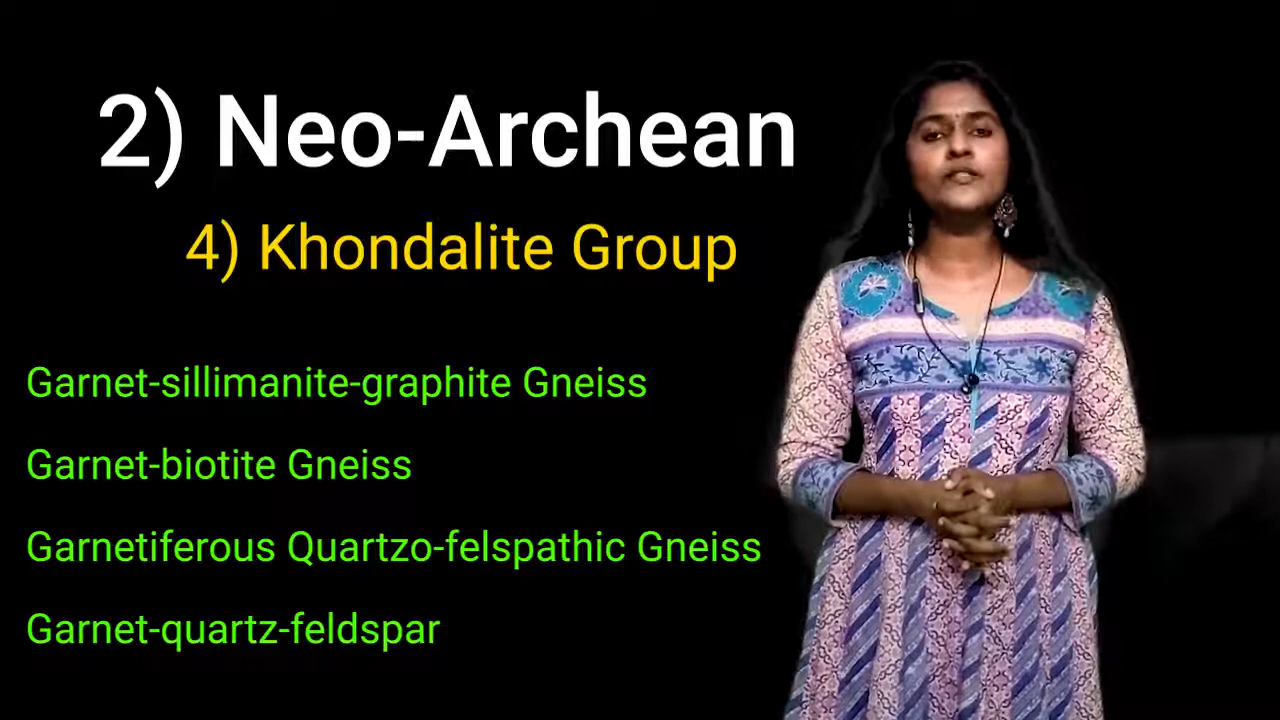 2) Neo-Archean
4) Khondalite Group
Garnet-sillimanite-graphite Gneiss
Garnet-biotite Gneiss
Garnetiferous Quartzo-felspathic Gneiss
Garnet-quartz-feldspar